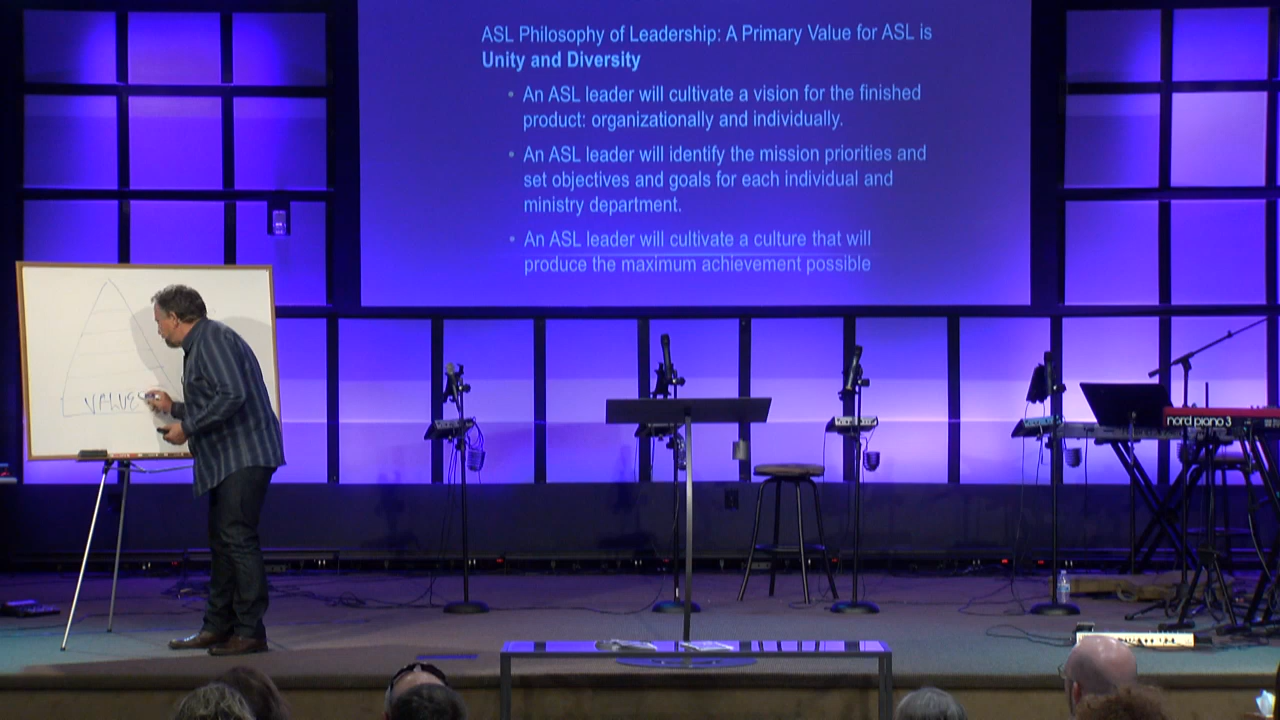 ASL Philosophy of Leadership: A Primary Value for ASL is
Unity and Diversity
• An ASL leader will cultivate a vision for the finished
product: organizationally and individually.
• An ASL leader will identify the mission priorities and
set objectives and goals for each individual and
ministry department.
• An ASL leader will cultivate a culture that will
produce the maximum achievement possible
VALUES
nord piano 3